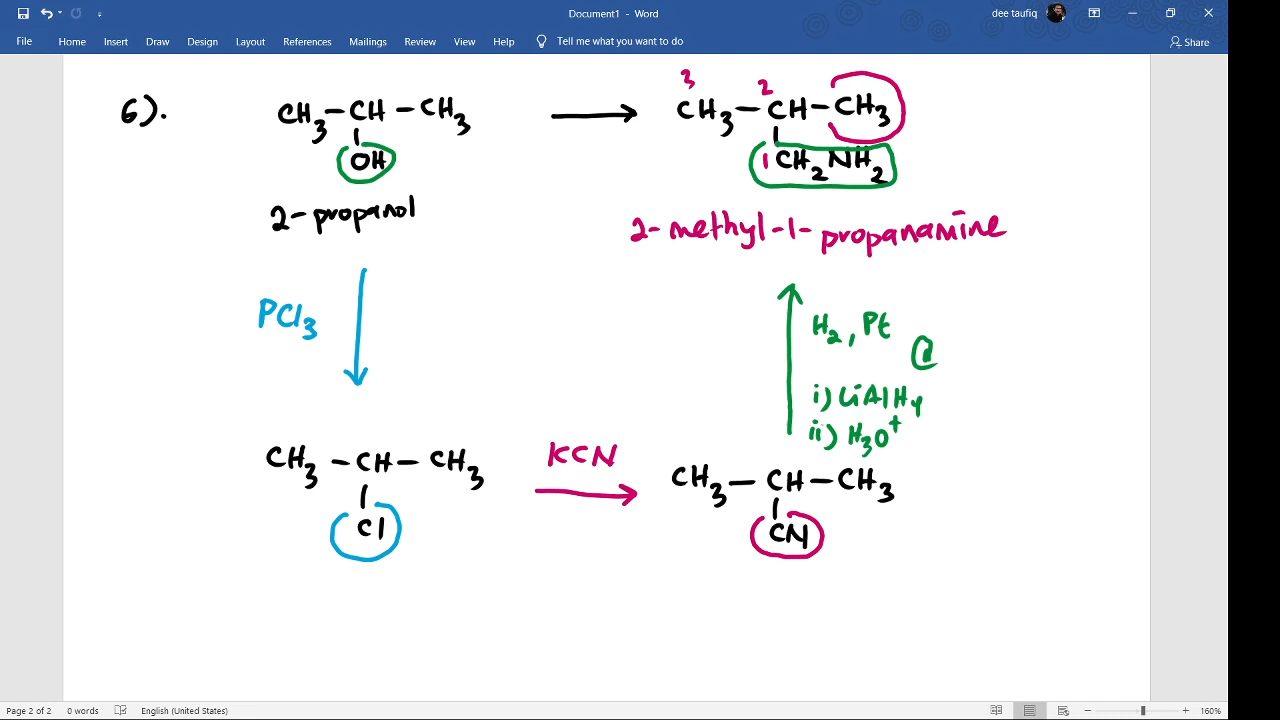 Document1 - Word
dee taufiq
File Home Insert Draw Design Layout References Mailings Review View Help Tell me what you want to do
Share
6).
CH3 – CH – CH3
OH
2-propanol
3 2
CH3 – CH – CH3
1 CH2NH2
2-methyl-1-propanamine
PCl3
H2, Pt
@
i) LiAlH4
ii) H3O+
CH3 – CH – CH3
Cl
KCN
CH3 – CH – CH3
CN
Page 2 of 2 0 words English (United States) 160%